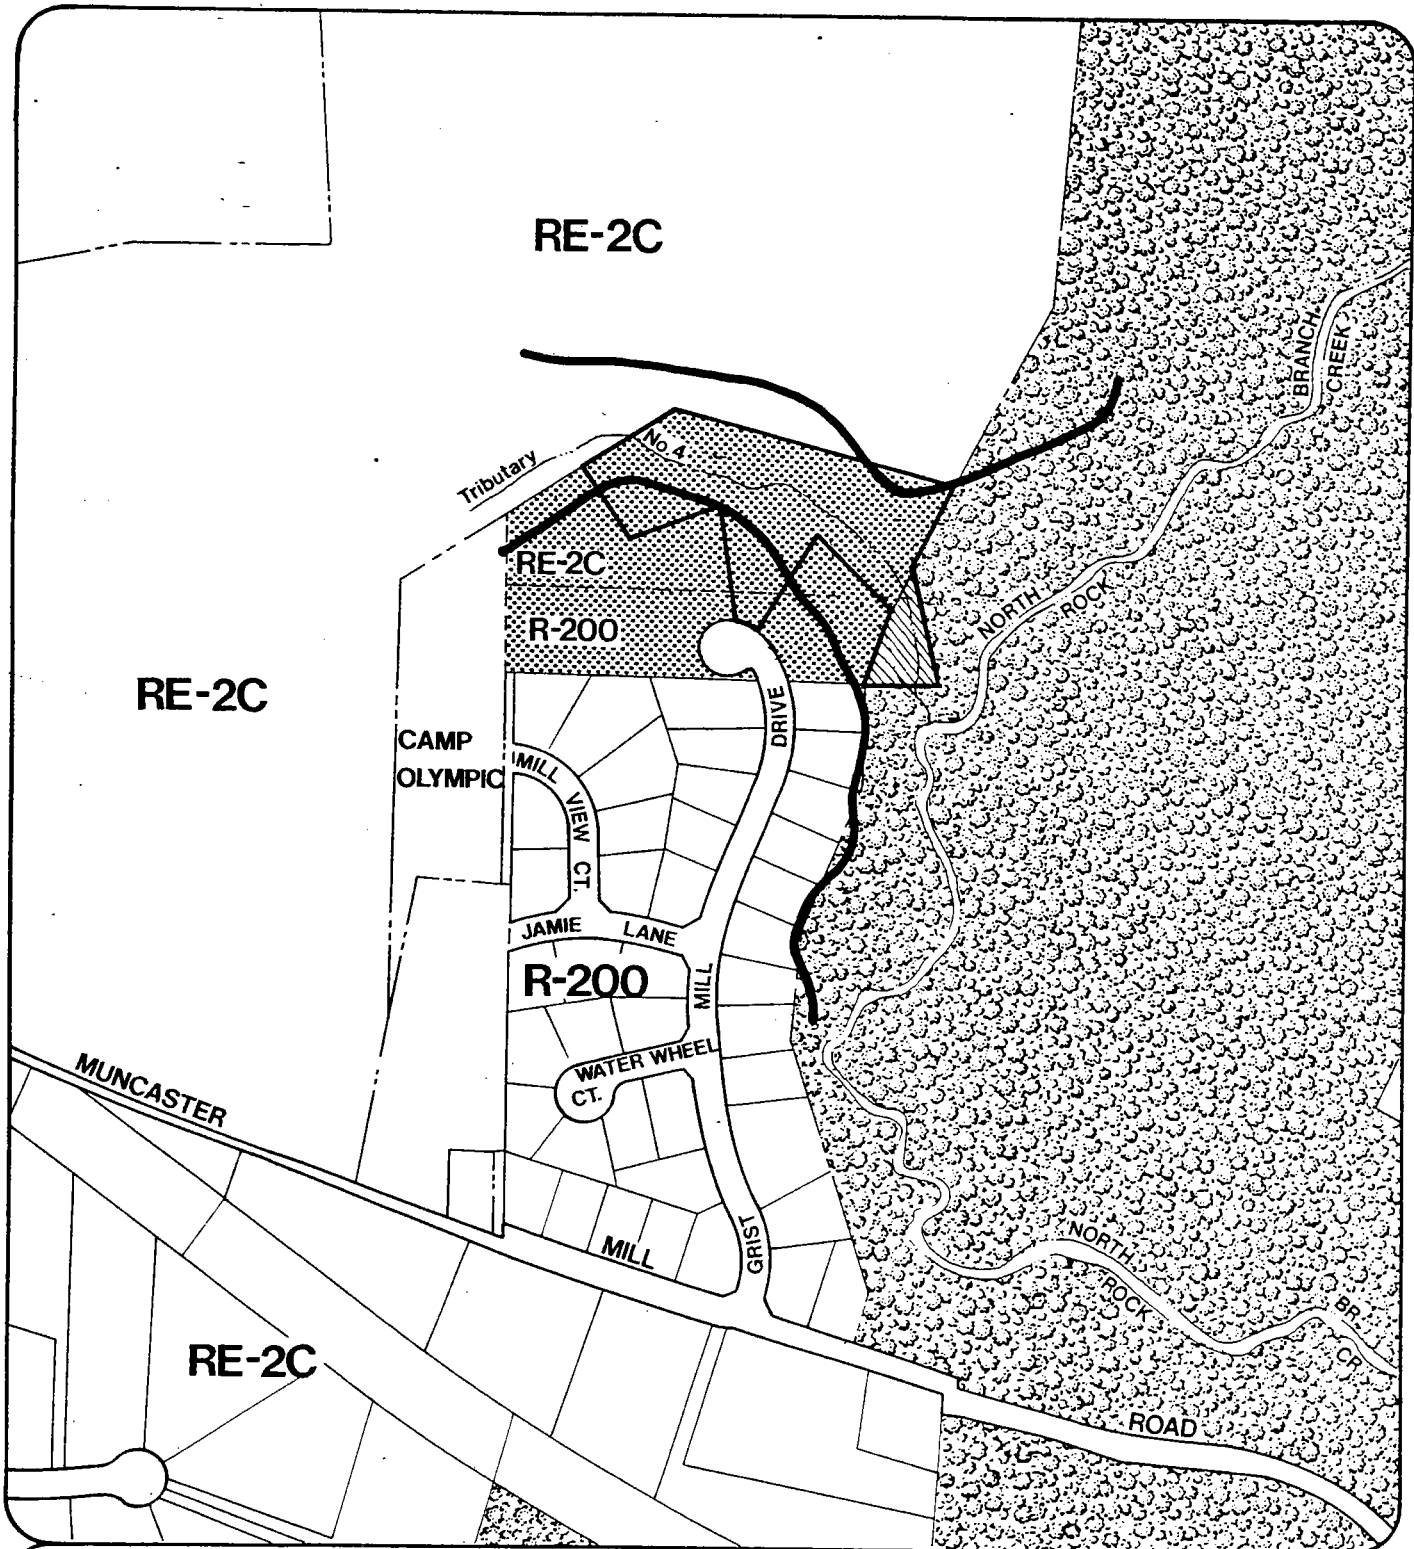 RE-2C
BRANCH
CREEK
No. 4
Tributary
RE-2C
R-200
NORTH
ROCK
RE-2C
DRIVE
CAMP
OLYMPIC
MILL
VIEW
CT.
JAMIE LANE
R-200
MILL
WATER WHEEL
CT.
MUNCASTER
MILL
GRIST
NORTH
ROCK
BR.
CR.
RE-2C
ROAD